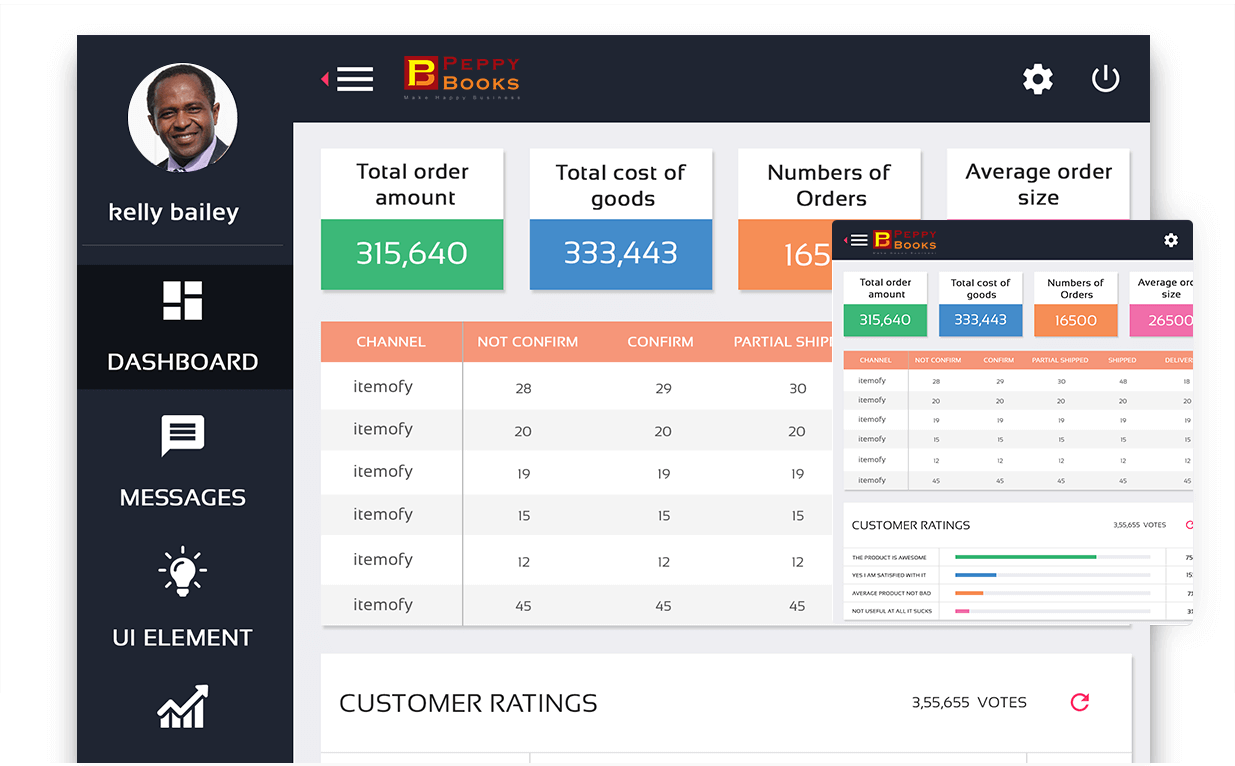 PEPPY
BOOKS
Make Happy Business
kelly bailey
DASHBOARD
MESSAGES
UI ELEMENT
Total order
amount
315,640
Total cost of
goods
333,443
Numbers of
Orders
165
Average order
size
CHANNEL NOT CONFIRM CONFIRM PARTIAL SHIP
itemofy 28 29 30
itemofy 20 20 20
itemofy 19 19 19
itemofy 15 15 15
itemofy 12 12 12
itemofy 45 45 45
CUSTOMER RATINGS 3,55,655 VOTES
PEPPY
BOOKS
Total order
amount
315,640
Total cost of
goods
333,443
Numbers of
Orders
16500
Average ord
size
26500
CHANNEL NOT CONFIRM CONFIRM PARTIAL SHIPPED SHIPPED DELIVER
itemofy 28 29 30 48 18
itemofy 20 20 20 20 20
itemofy 19 19 19 19 19
itemofy 15 15 15 15 15
itemofy 12 12 12 12 12
itemofy 45 45 45 45 45
CUSTOMER RATINGS 3,55,655 VOTES
THE PRODUCT IS AWESOME
YES I AM SATISFIED WITH IT
AVERAGE PRODUCT NOT BAD
NOT USEFUL AT ALL IT SUCKS